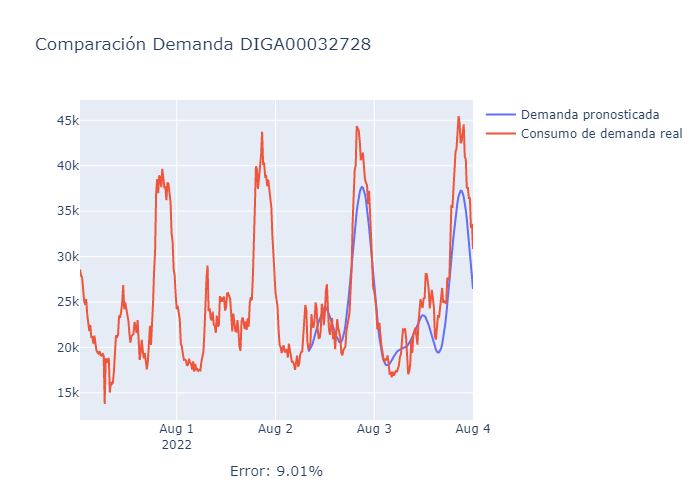 Comparación Demanda DIGA00032728
45k
40k
35k
30k
25k
20k
15k
Aug 1
2022
Aug 2
Aug 3
Aug 4
Demanda pronosticada
Consumo de demanda real
Error: 9.01%